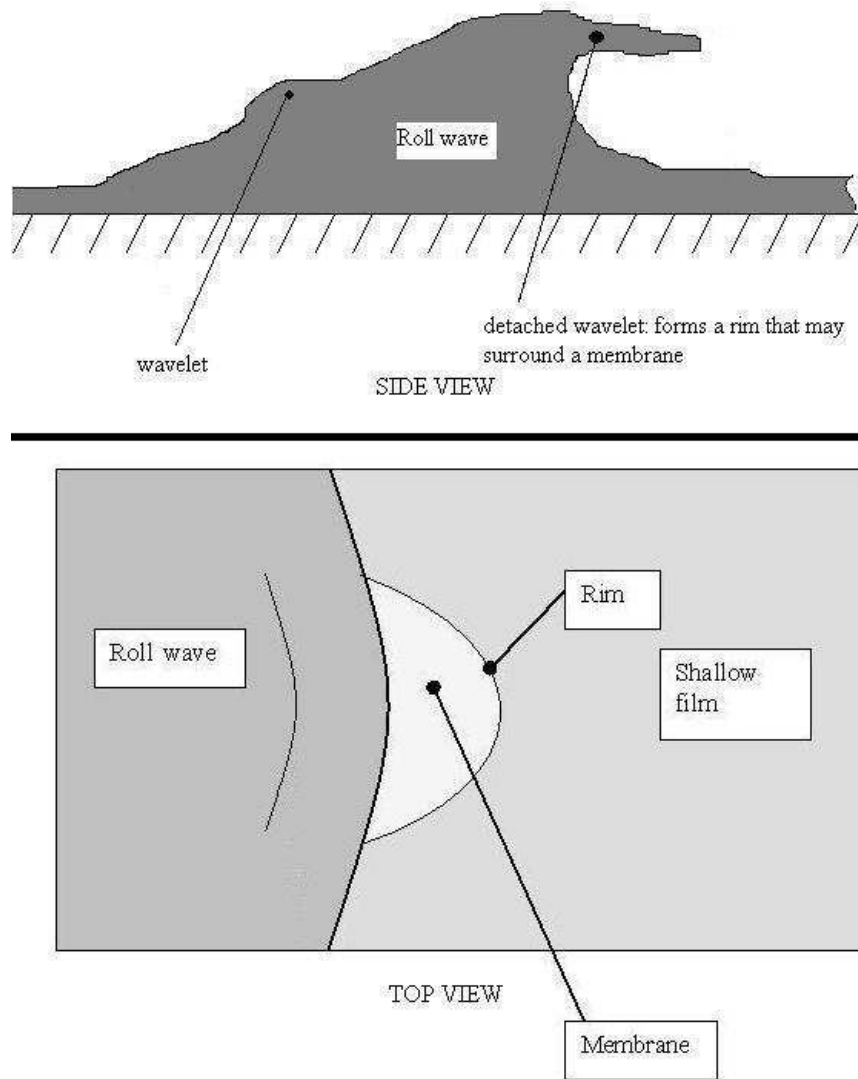 Roll wave
wavelet
detached wavelet: forms a rim that may
surround a membrane
SIDE VIEW
Rim
Roll wave
Shallow
film
TOP VIEW
Membrane